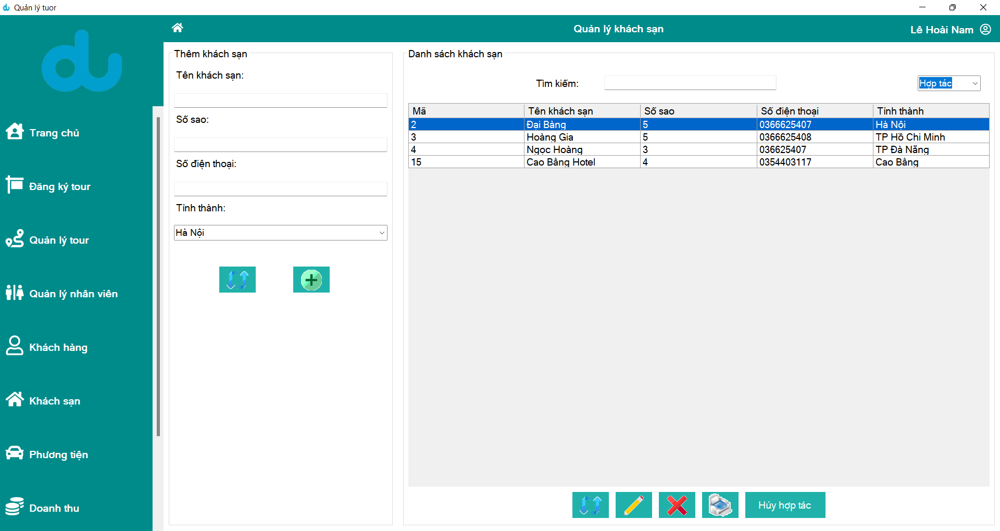 Quản lý tuor
Quản lý khách sạn
Lê Hoài Nam
Trang chủ
Đăng ký tour
Quản lý tour
Quản lý nhân viên
Khách hàng
Khách sạn
Phương tiện
Doanh thu
Thêm khách sạn
Tên khách sạn:
Số sao:
Số điện thoại:
Tỉnh thành:
Hà Nội
Danh sách khách sạn
Tìm kiếm:
Hợp tác
Mã Tên khách sạn Số sao Số điện thoại Tỉnh thành
2 Đại Bàng 5 0366625407 Hà Nội
3 Hoàng Gia 5 0366625408 TP Hồ Chi Minh
4 Ngọc Hoàng 3 036625407 TP Đà Nẵng
15 Cao Bằng Hotel 4 0354403117 Cao Bằng
Hủy hợp tác